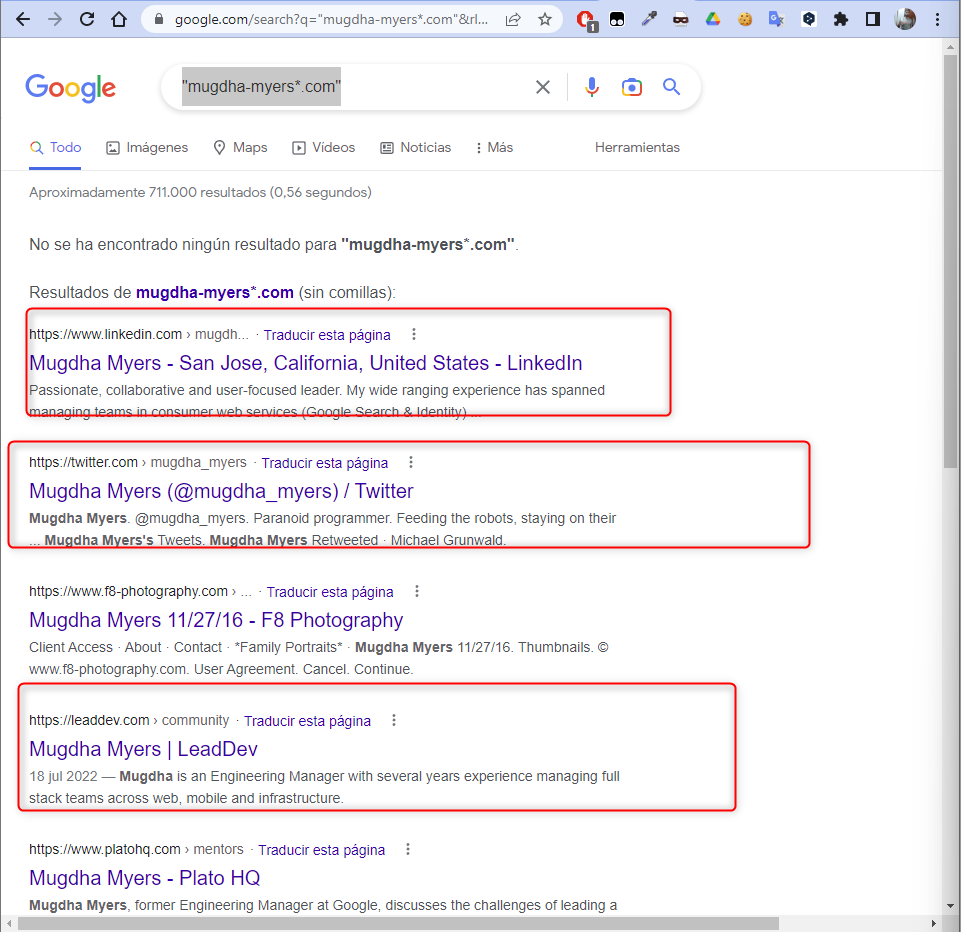 google.com/search?q="mugdha-myers*.com"&rl...
1
Google
"mugdha-myers*.com"
Todo Imágenes Maps Vídeos Noticias Más Herramientas
Aproximadamente 711.000 resultados (0,56 segundos)
No se ha encontrado ningún resultado para "mugdha-myers*.com".
Resultados de mugdha-myers*.com (sin comillas):
https://www.linkedin.com › mugdh... · Traducir esta página
Mugdha Myers - San Jose, California, United States - LinkedIn
Passionate, collaborative and user-focused leader. My wide ranging experience has spanned
managing teams in consumer web services (Google Search & Identity) ...
https://twitter.com › mugdha_myers · Traducir esta página
Mugdha Myers (@mugdha_myers) / Twitter
Mugdha Myers. @mugdha_myers. Paranoid programmer. Feeding the robots, staying on their
... Mugdha Myers's Tweets. Mugdha Myers Retweeted · Michael Grunwald.
https://www.f8-photography.com › ... · Traducir esta página
Mugdha Myers 11/27/16 - F8 Photography
Client Access · About · Contact · *Family Portraits* · Mugdha Myers 11/27/16. Thumbnails. ©
www.f8-photography.com. User Agreement. Cancel. Continue.
https://leaddev.com › community · Traducir esta página
Mugdha Myers | LeadDev
18 jul 2022 — Mugdha is an Engineering Manager with several years experience managing full
stack teams across web, mobile and infrastructure.
https://www.platohq.com › mentors · Traducir esta página
Mugdha Myers - Plato HQ
Mugdha Myers, former Engineering Manager at Google, discusses the challenges of leading a